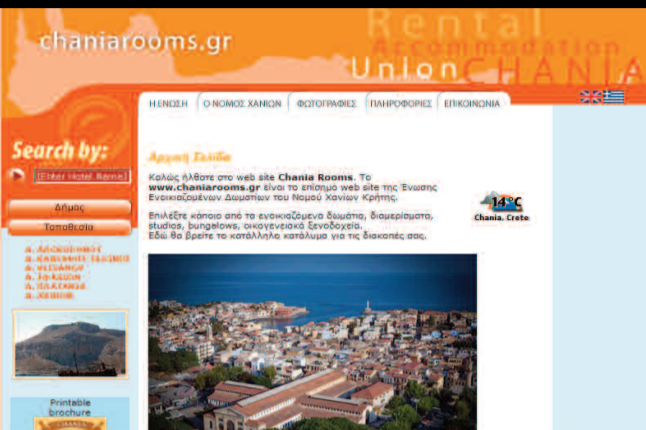 chaniarooms.gr
Rental
Accommodation
Union CHANIA
Η ΕΝΩΣΗ
Ο ΝΟΜΟΣ ΧΑΝΙΩΝ
ΦΩΤΟΓΡΑΦΙΕΣ
ΠΛΗΡΟΦΟΡΙΕΣ
ΕΠΙΚΟΙΝΩΝΙΑ
Search by:
[Enter Hotel Name]
Δήμος
Τοποθεσία
Αρχική Σελίδα
Καλώς ήλθατε στο web site Chania Rooms. Το
www.chaniarooms.gr είναι το επίσημο web site της Ένωσης
Ενοικιαζομένων Δωματίων του Νομού Χανίων Κρήτης.
Επιλέξτε κάποιο από τα ενοικιαζόμενα δωμάτια, διαμερίσματα,
studios, bungalows, οικογενειακά ξενοδοχεία.
Εδώ θα βρείτε το κατάλληλο κατάλυμα για τις διακοπές σας.
14°C
Chania, Crete
Printable
brochure
CHANIA